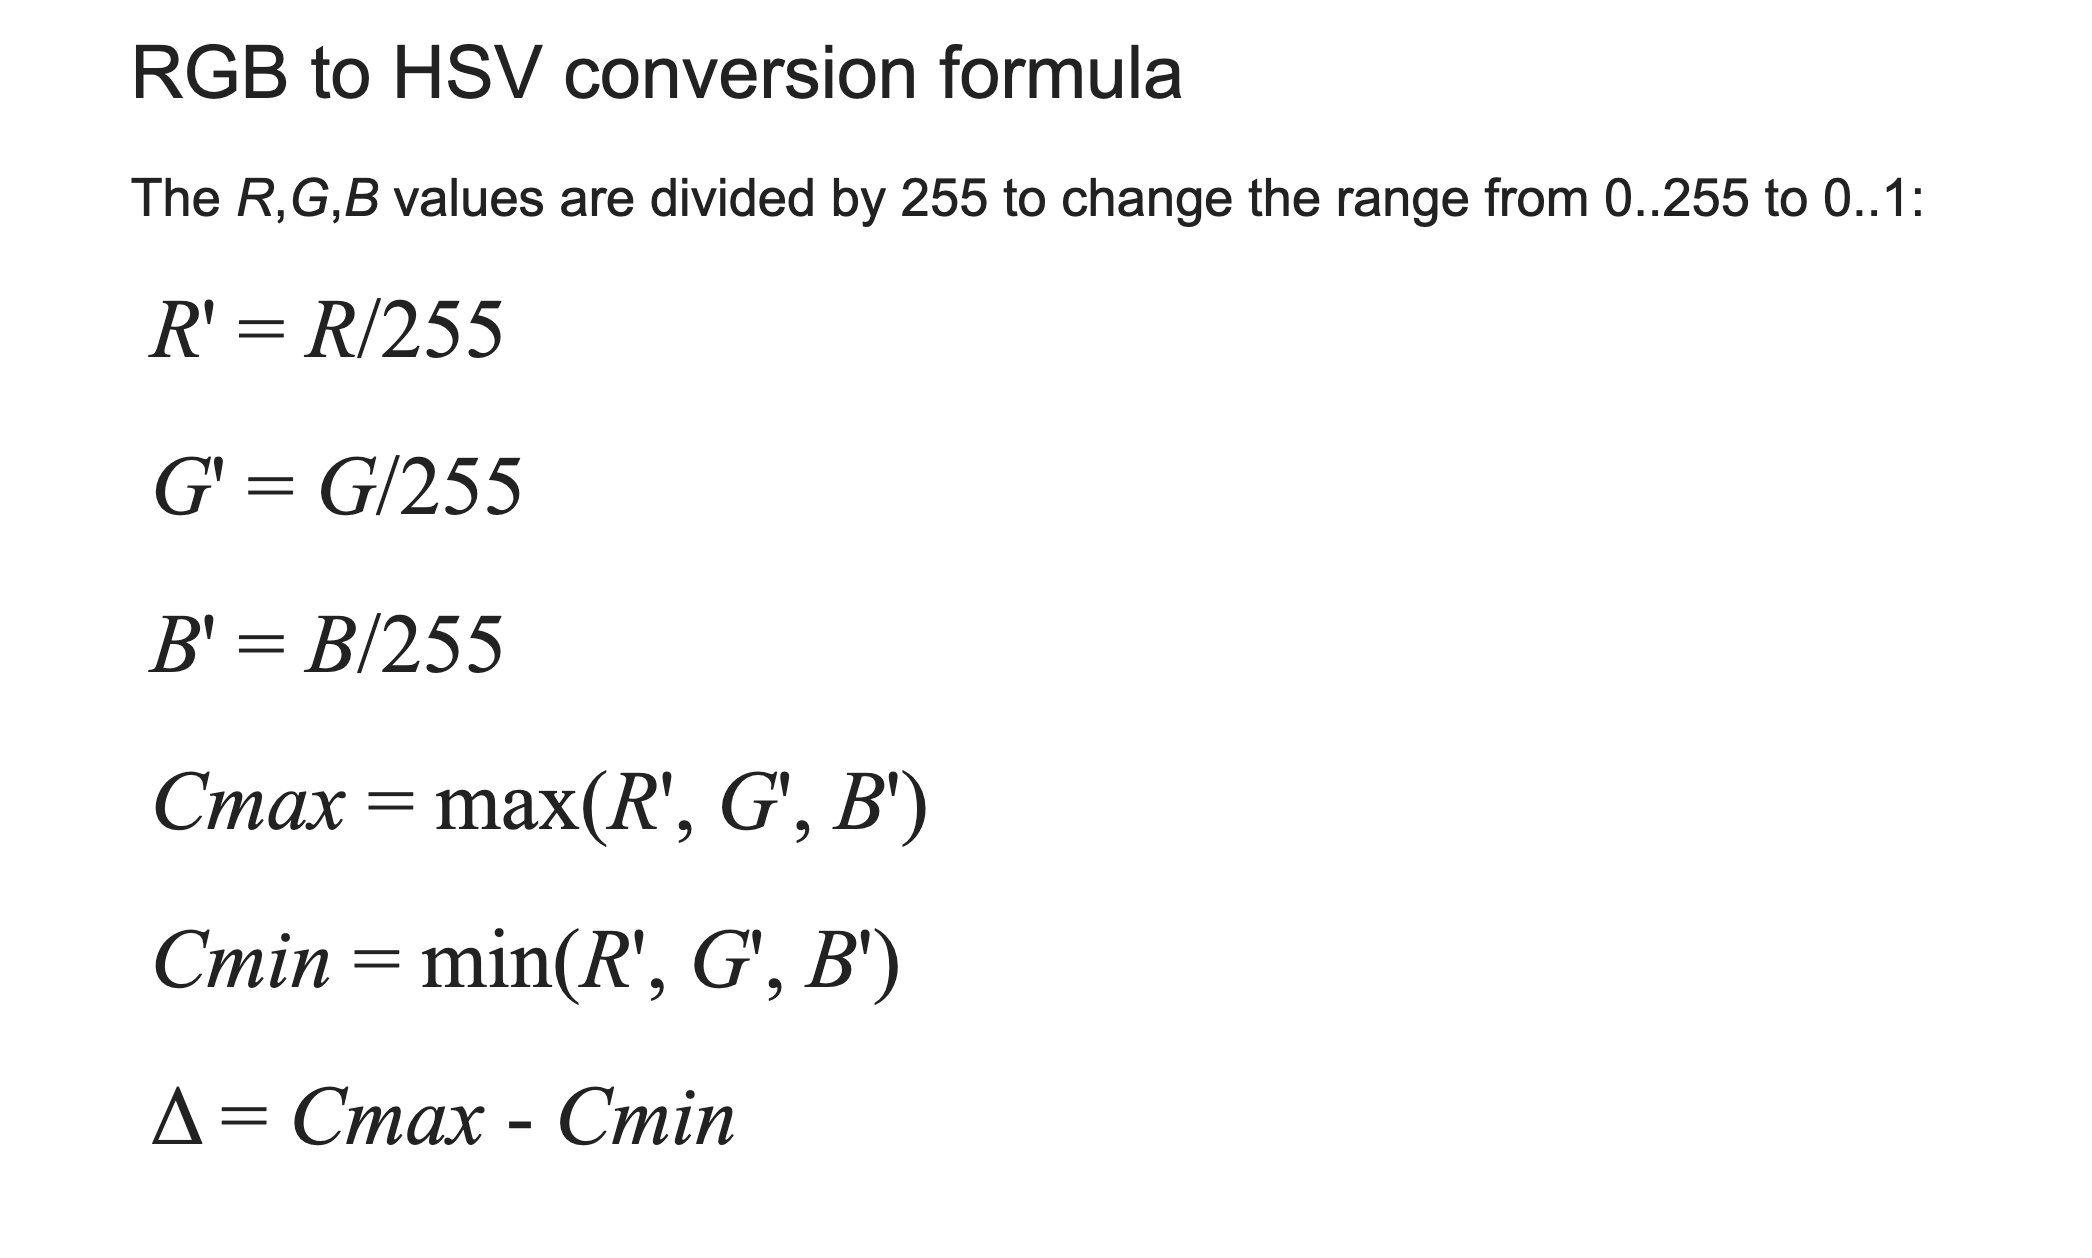 RGB to HSV conversion formula
The R,G,B values are divided by 255 to change the range from 0..255 to 0..1:
R' = R/255
G' = G/255
B' = B/255
Cmax = max(R', G', B')
Cmin = min(R', G', B')
Δ = Cmax - Cmin